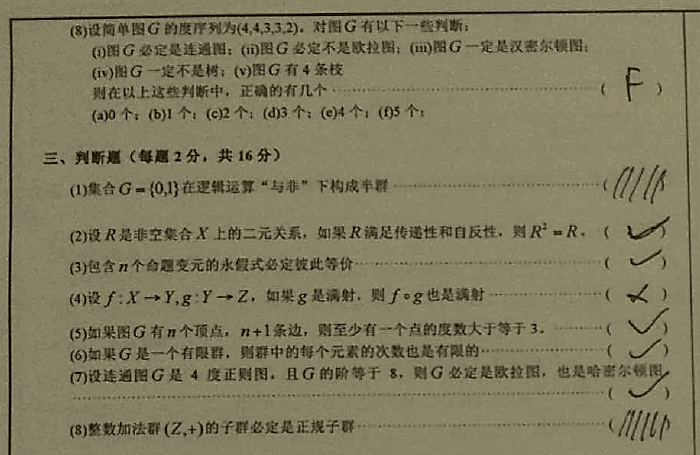 (8)设简单图G的度序列为(4,4,3,3,2)。对图G有以下一些判断:
(i)图G必定是连通图;(ii)图G必定不是欧拉图;(iii)图G一定是汉密尔顿图;
(iv)图G一定不是树;(v)图G有4条枝
则在以上这些判断中,正确的有几个 ( F )
(a)0个;(b)1个;(c)2个;(d)3个;(e)4个;(f)5个;
三、判断题(每题2分,共16分)
(1)集合G={0,1}在逻辑运算“与非”下构成半群 (
(2)设R是非空集合X上的二元关系,如果R满足传递性和自反性,则R²=R。( ✓ )
(3)包含n个命题变元的永假式必定彼此等价 ( ✓ )
(4)设f:X→Y,g:Y→Z,如果g是满射,则f∘g也是满射 ( × )
(5)如果图G有n个顶点,n+1条边,则至少有一个点的度数大于等于3。 ( ✓ )
(6)如果G是一个有限群,则群中的每个元素的次数也是有限的 ( ✓ )
(7)设连通图G是4度正则图,且G的阶等于8,则G必定是欧拉图,也是哈密尔顿图
( ✓ )
(8)整数加法群(Z,+)的子群必定是正规子群 (